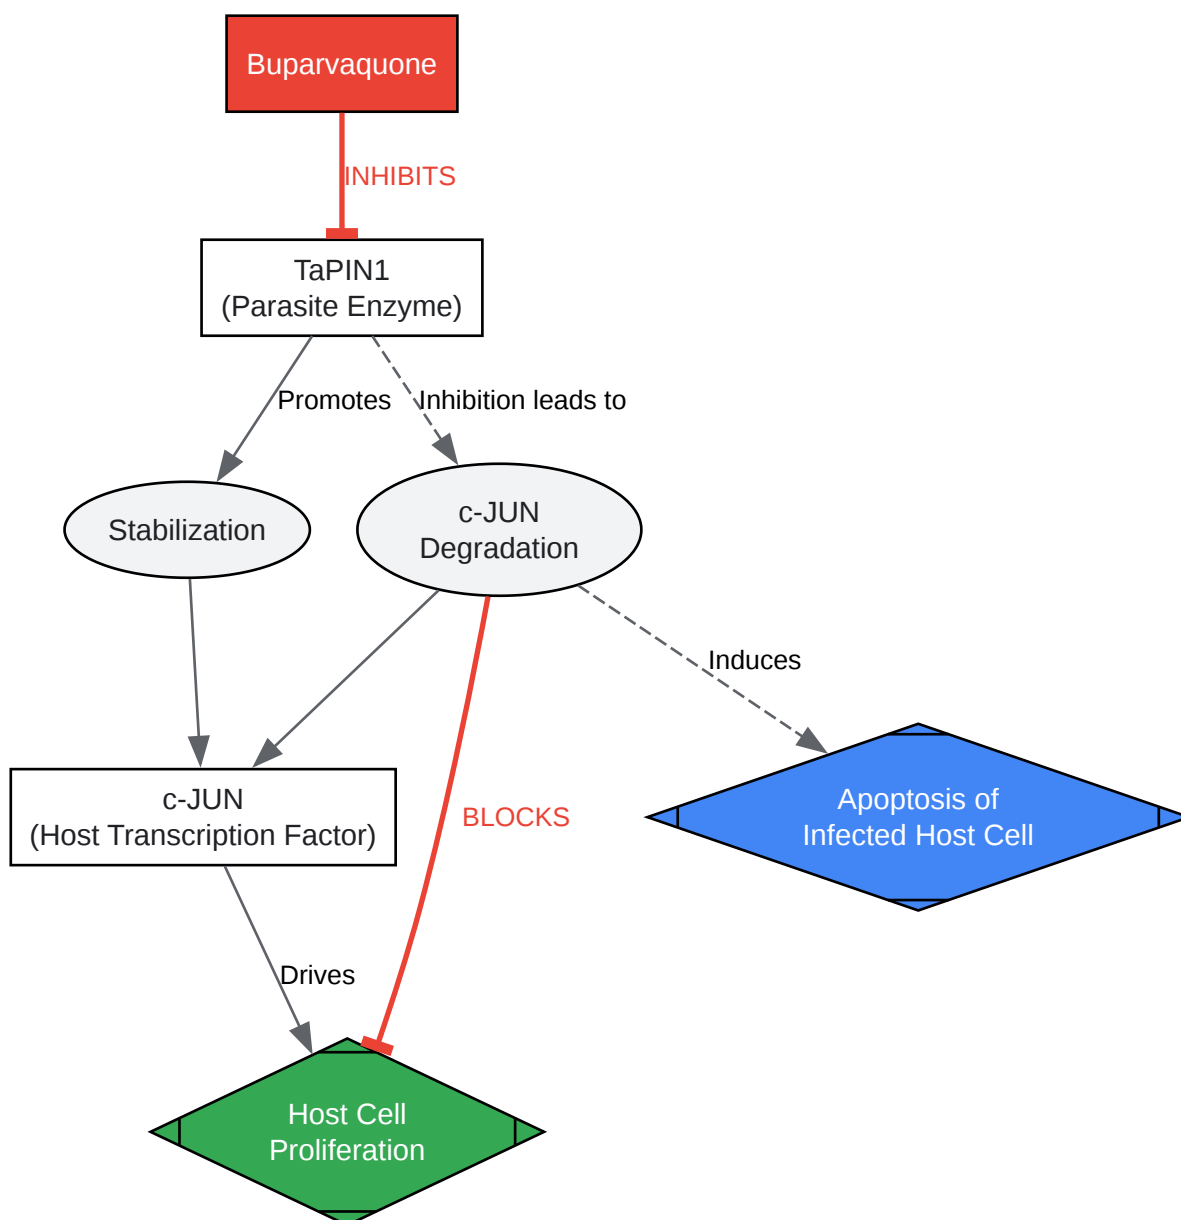 Buparvaquone
INHIBITS
TaPIN1
(Parasite Enzyme)
Promotes
Inhibition leads to
Stabilization
c-JUN
Degradation
Induces
c-JUN
(Host Transcription Factor)
BLOCKS
Apoptosis of
Infected Host Cell
Drives
Host Cell
Proliferation